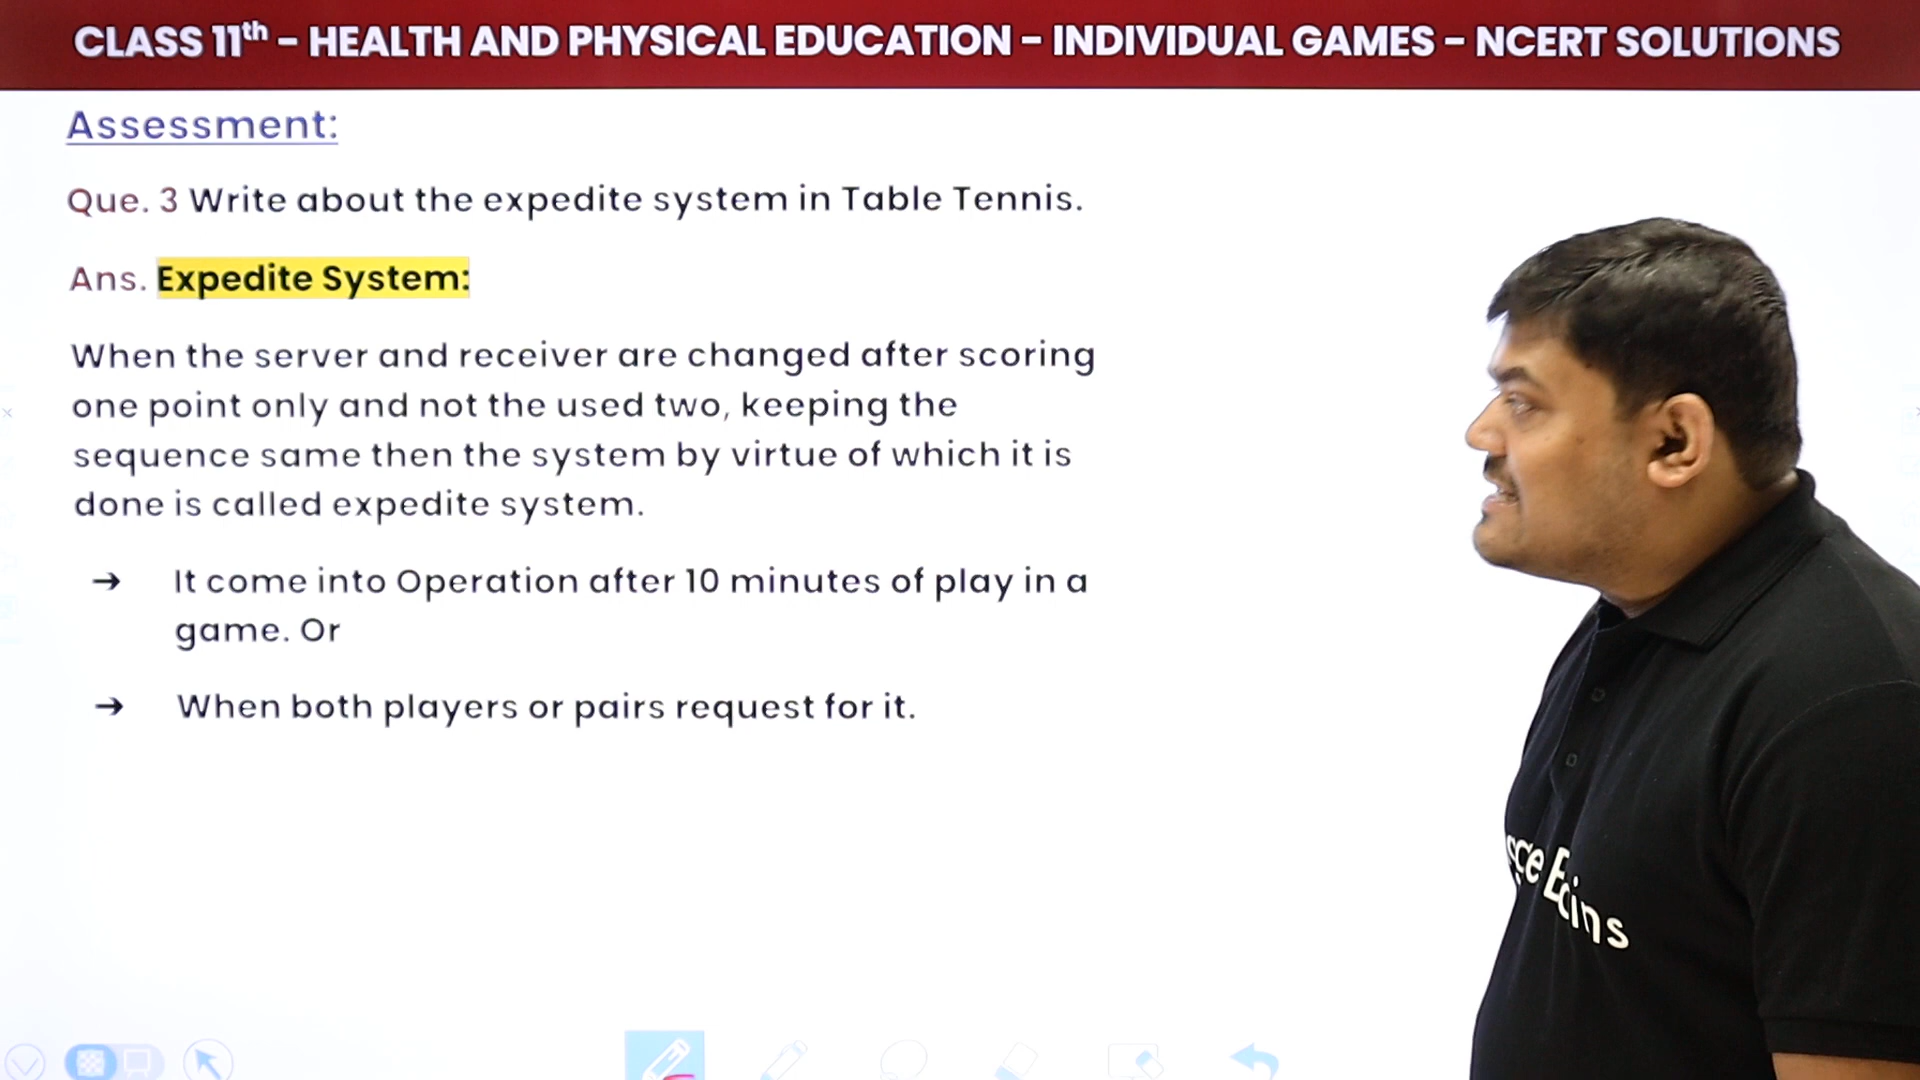 CLASS 11th – HEALTH AND PHYSICAL EDUCATION – INDIVIDUAL GAMES – NCERT SOLUTIONS
Assessment:
Que. 3 Write about the expedite system in Table Tennis.
Ans. Expedite System:
When the server and receiver are changed after scoring
one point only and not the used two, keeping the
sequence same then the system by virtue of which it is
done is called expedite system.
→ It come into Operation after 10 minutes of play in a
game. Or
→ When both players or pairs request for it.